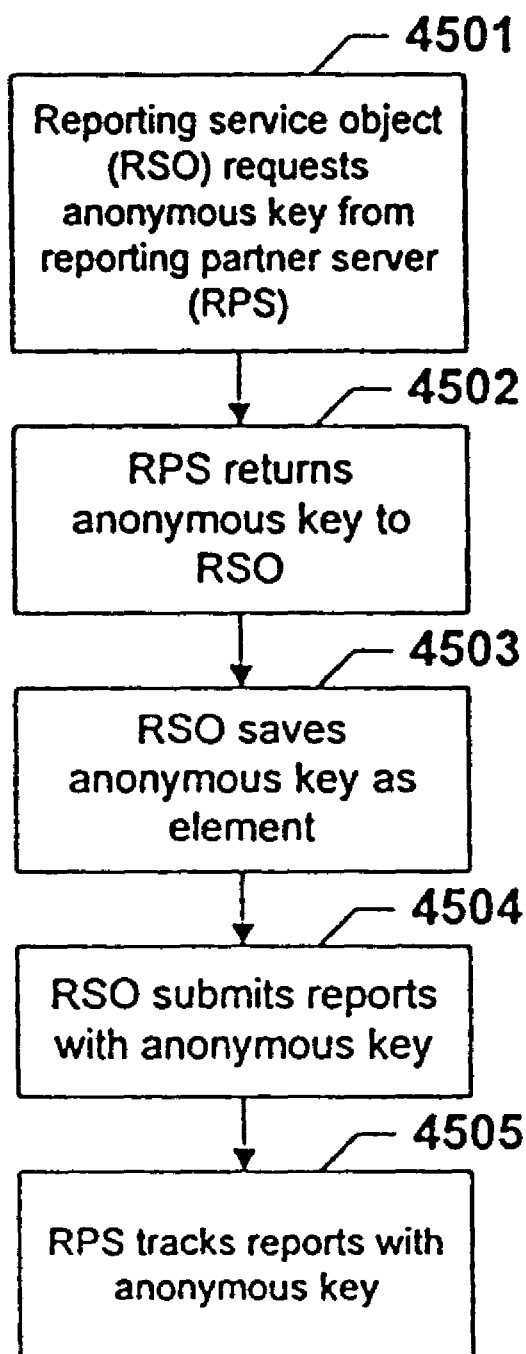 4501
Reporting service object
(RSO) requests
anonymous key from
reporting partner server
(RPS)
4502
RPS returns
anonymous key to
RSO
4503
RSO saves
anonymous key as
element
4504
RSO submits reports
with anonymous key
4505
RPS tracks reports with
anonymous key